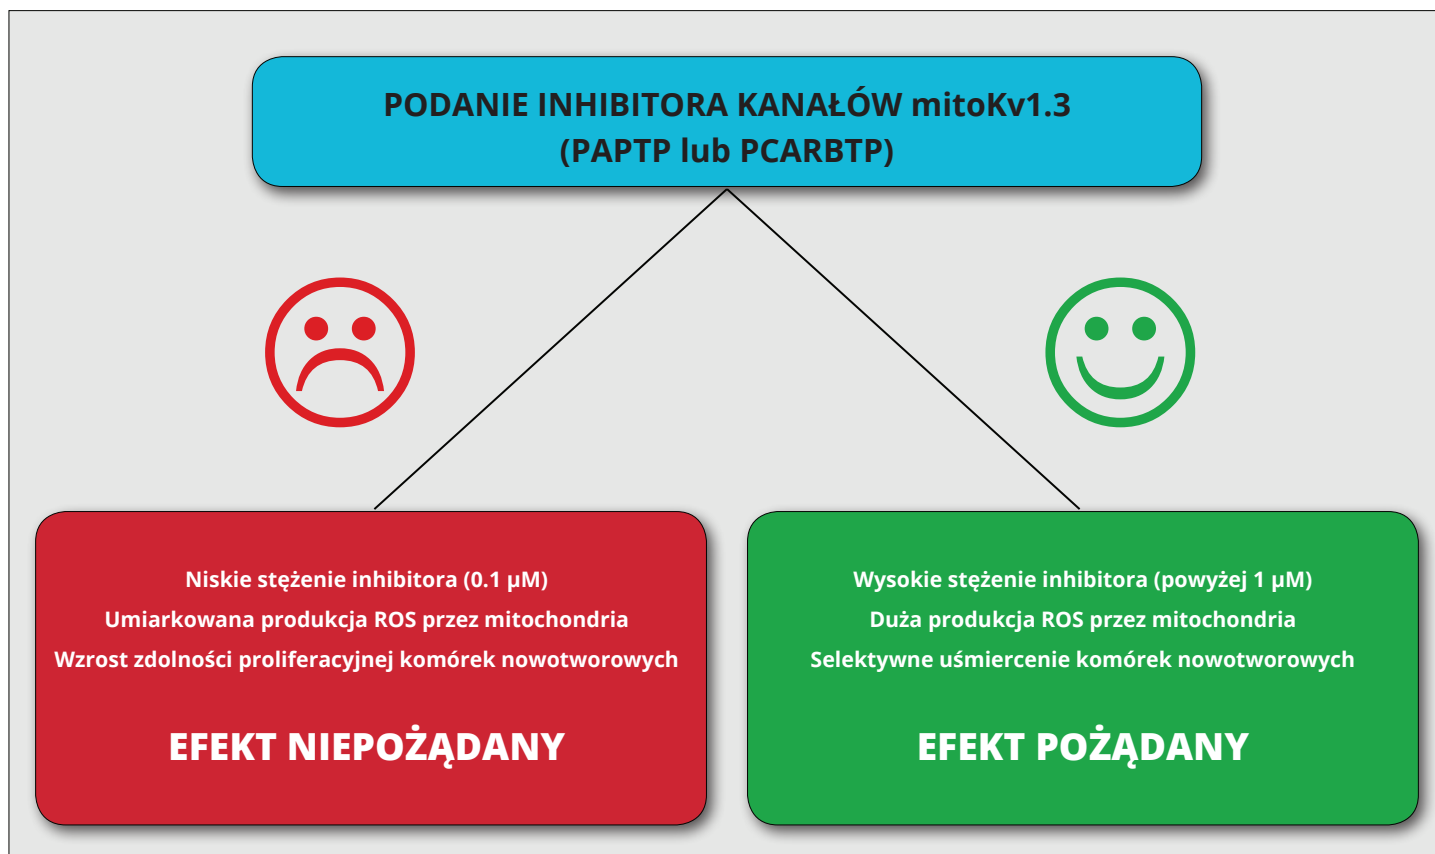 PODANIE INHIBITORA KANAŁÓW mitoKv1.3
(PAPTP lub PCARBTP)
Niskie stężenie inhibitora (0.1 µM)
Umiarkowana produkcja ROS przez mitochondria
Wzrost zdolności proliferacyjnej komórek nowotworowych
EFEKT NIEPOŻĄDANY
Wysokie stężenie inhibitora (powyżej 1 µM)
Duża produkcja ROS przez mitochondria
Selektywne uśmiercenie komórek nowotworowych
EFEKT POŻĄDANY